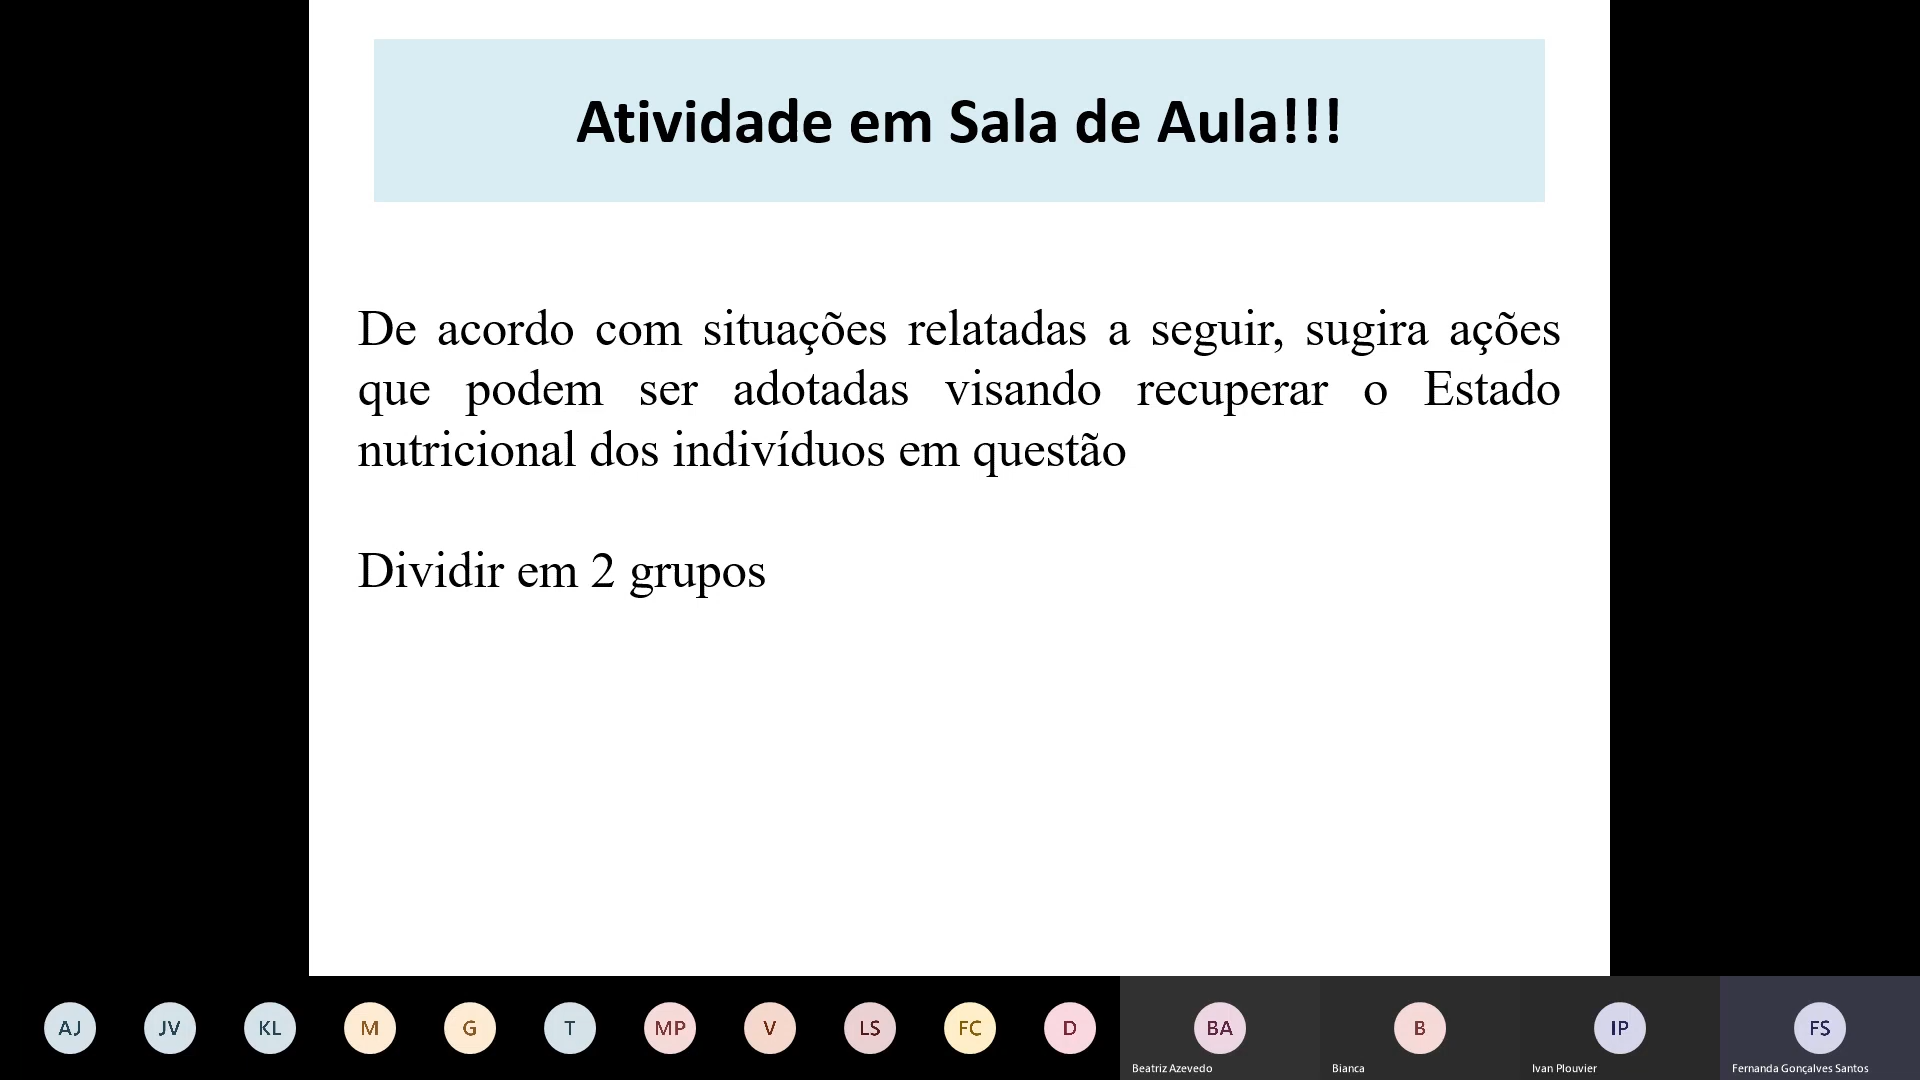 Atividade em Sala de Aula!!!
De acordo com situações relatadas a seguir, sugira ações
que podem ser adotadas visando recuperar o Estado
nutricional dos indivíduos em questão
Dividir em 2 grupos
AJ JV KL M G T MP V LS FC D BA B IP FS
Beatriz Azevedo Bianca Ivan Plouvier Fernanda Gonçalves Santos